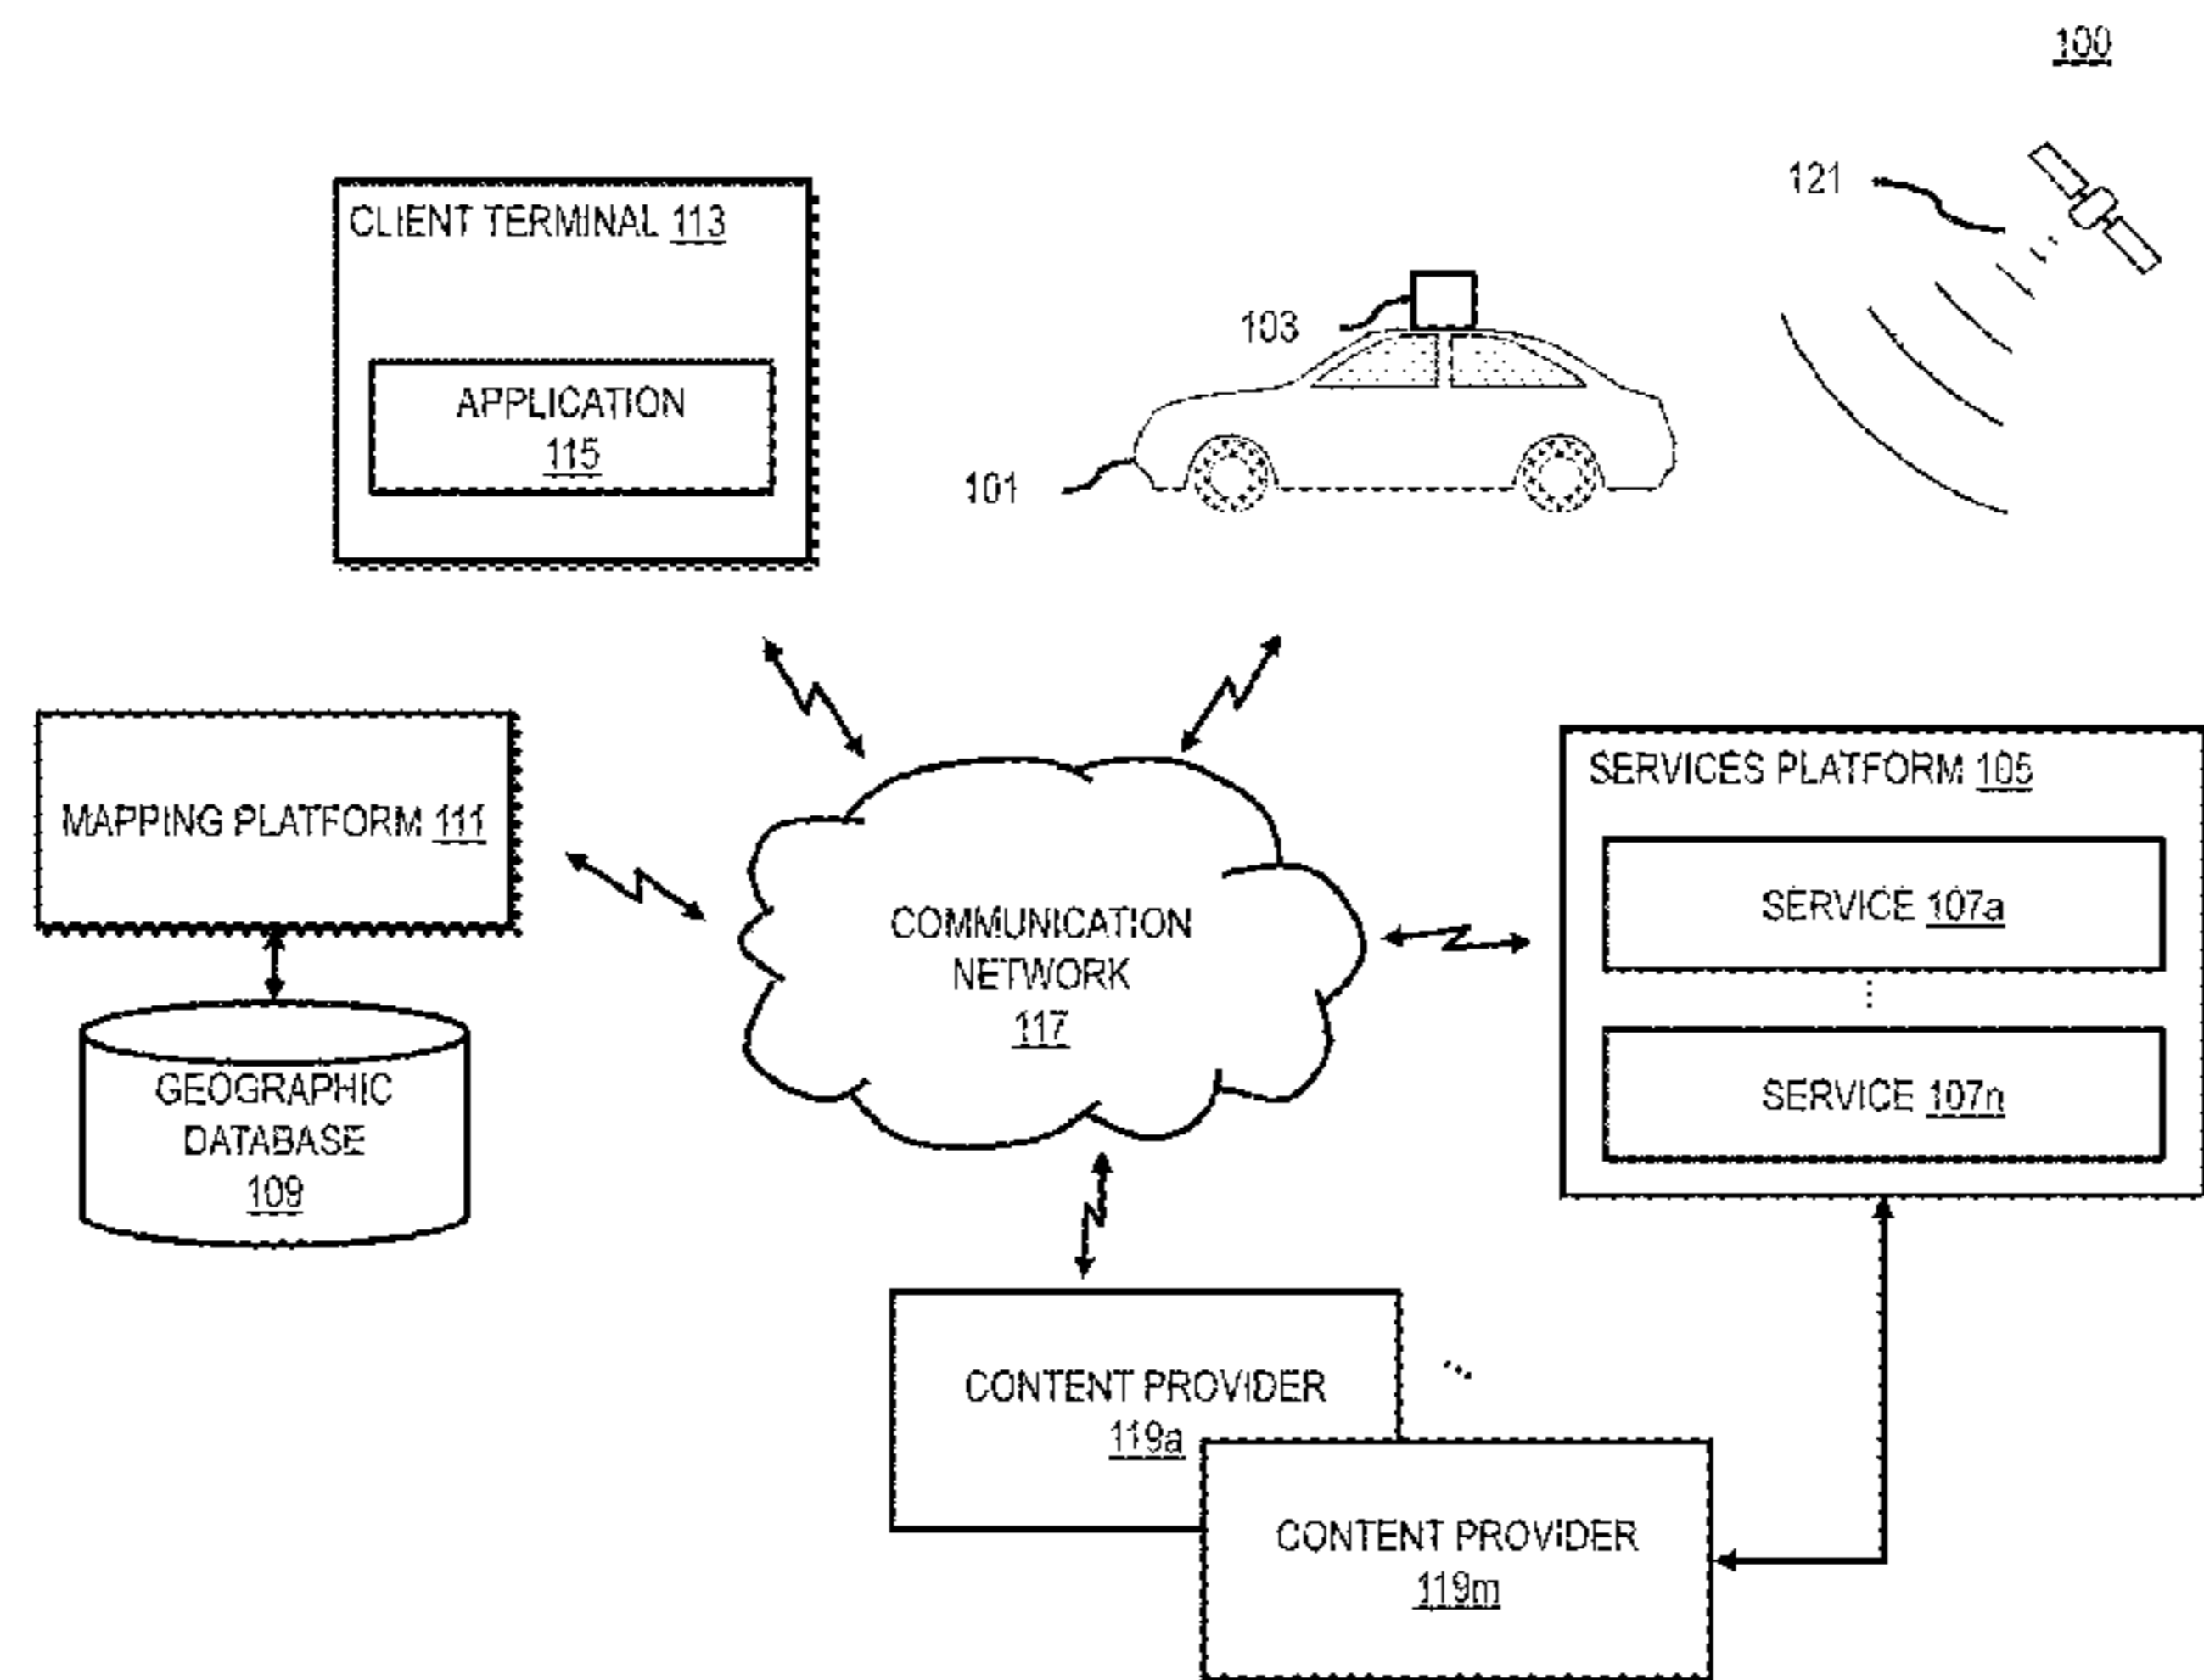 100
121
CLIENT TERMINAL 113
APPLICATION
115
103
101
MAPPING PLATFORM 111
SERVICES PLATFORM 105
SERVICE 107a
SERVICE 107n
COMMUNICATION
NETWORK
117
GEOGRAPHIC
DATABASE
109
CONTENT PROVIDER
119a
CONTENT PROVIDER
119m